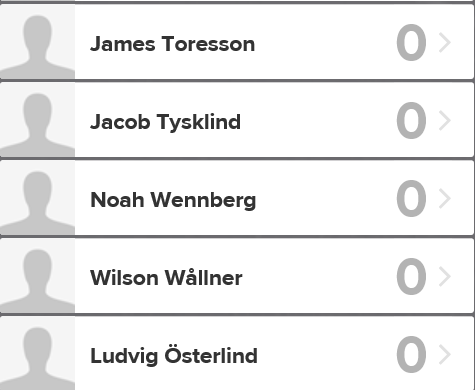 James Toresson 0
Jacob Tysklind 0
Noah Wennberg 0
Wilson Wållner 0
Ludvig Österlind 0